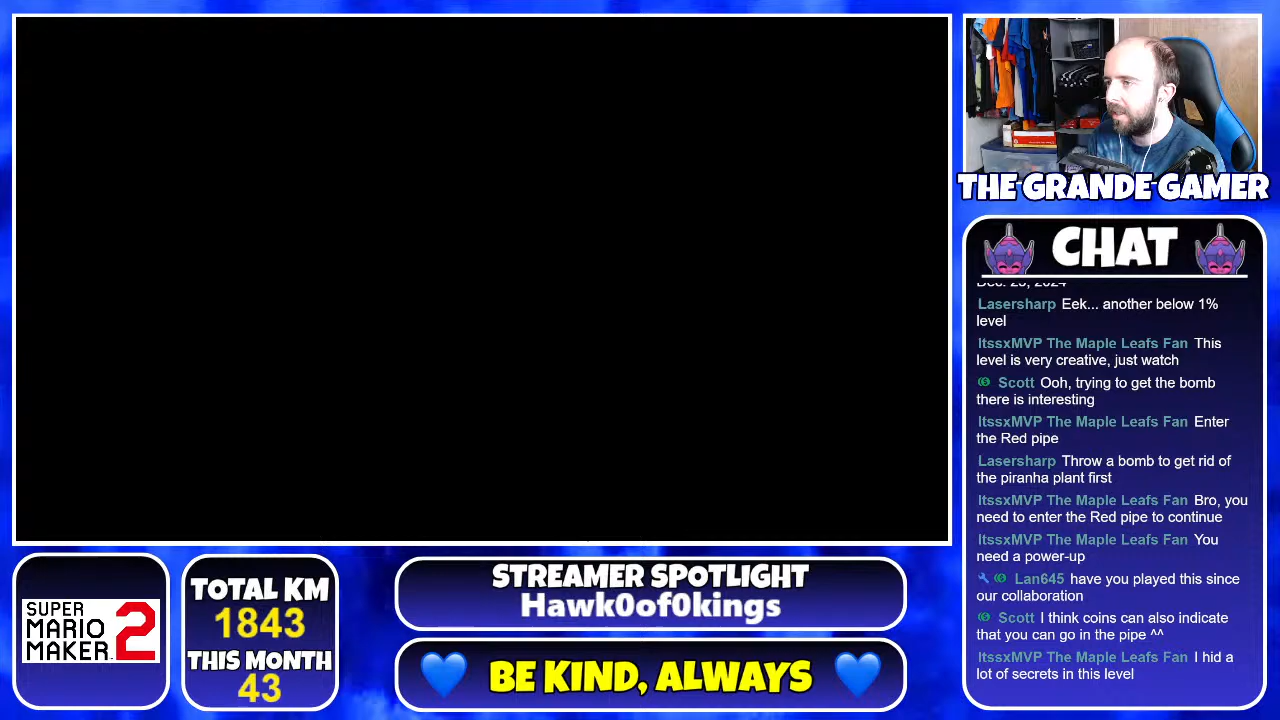 THE GRANDE GAMER
CHAT
Dec. 25, 2024
Lasersharp Eek... another below 1%
level
ItssxMVP The Maple Leafs Fan This
level is very creative, just watch
Scott Ooh, trying to get the bomb
there is interesting
ItssxMVP The Maple Leafs Fan Enter
the Red pipe
Lasersharp Throw a bomb to get rid of
the piranha plant first
ItssxMVP The Maple Leafs Fan Bro, you
need to enter the Red pipe to continue
ItssxMVP The Maple Leafs Fan You
need a power-up
Lan645 have you played this since
our collaboration
Scott I think coins can also indicate
that you can go in the pipe ^^
ItssxMVP The Maple Leafs Fan I hid a
lot of secrets in this level
SUPER
MARIO
MAKER 2
TOTAL KM
1843
THIS MONTH
43
STREAMER SPOTLIGHT
Hawk0of0kings
BE KIND, ALWAYS